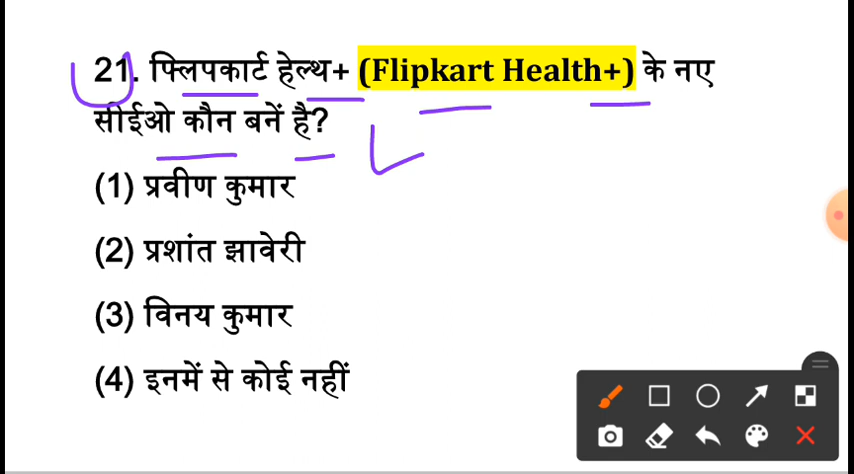 21. फ्लिपकार्ट हेल्थ+ (Flipkart Health+) के नए
सीईओ कौन बनें है?
(1) प्रवीण कुमार
(2) प्रशांत झावेरी
(3) विनय कुमार
(4) इनमें से कोई नहीं